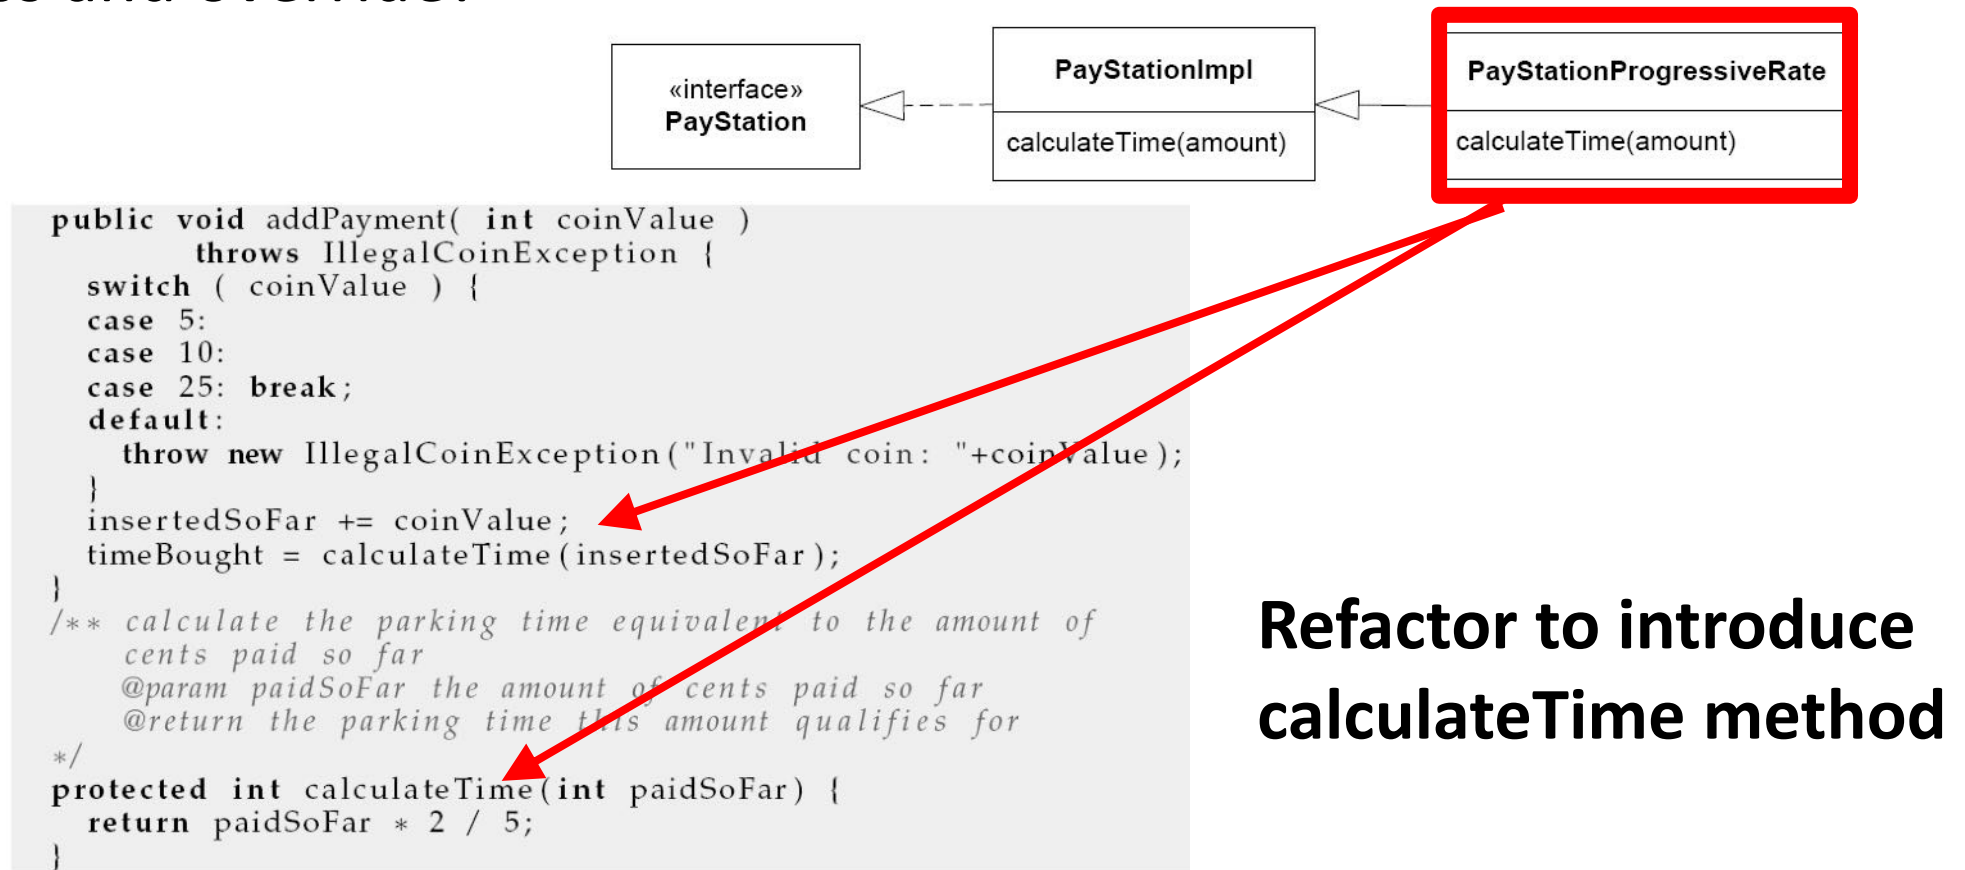 «interface»
PayStation
PayStationImpl
calculateTime(amount)
PayStationProgressiveRate
calculateTime(amount)
public void addPayment( int coinValue )
throws IllegalCoinException {
switch ( coinValue ) {
case 5:
case 10:
case 25: break;
default:
throw new IllegalCoinException("Invalid coin: "+coinValue);
}
insertedSoFar += coinValue;
timeBought = calculateTime(insertedSoFar);
}
/** calculate the parking time equivalent to the amount of
cents paid so far
@param paidSoFar the amount of cents paid so far
@return the parking time this amount qualifies for
*/
protected int calculateTime(int paidSoFar) {
return paidSoFar * 2 / 5;
}
Refactor to introduce
calculateTime method